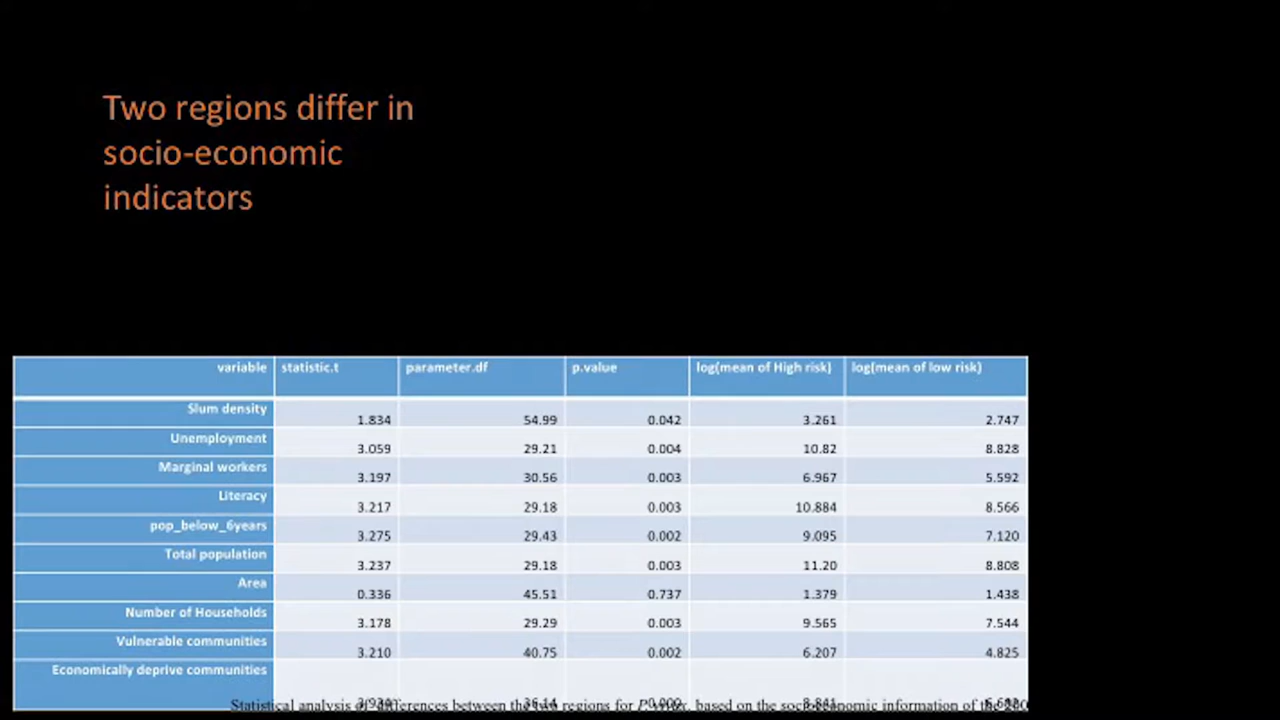 Two regions differ in
socio-economic
indicators
variable statistic.t parameter.df p.value log(mean of High risk) log(mean of low risk)
Slum density 1.834 54.99 0.042 3.261 2.747
Unemployment 3.059 29.21 0.004 10.82 8.828
Marginal workers 3.197 30.56 0.003 6.967 5.592
Literacy 3.217 29.18 0.003 10.884 8.566
pop_below_6years 3.275 29.43 0.002 9.095 7.120
Total population 3.237 29.18 0.003 11.20 8.808
Area 0.336 45.51 0.737 1.379 1.438
Number of Households 3.178 29.29 0.003 9.565 7.544
Vulnerable communities 3.210 40.75 0.002 6.207 4.825
Economically deprive communities 36.14 0.000
Statistical analysis of differences between the two regions for P. based on the socioeconomic information of the